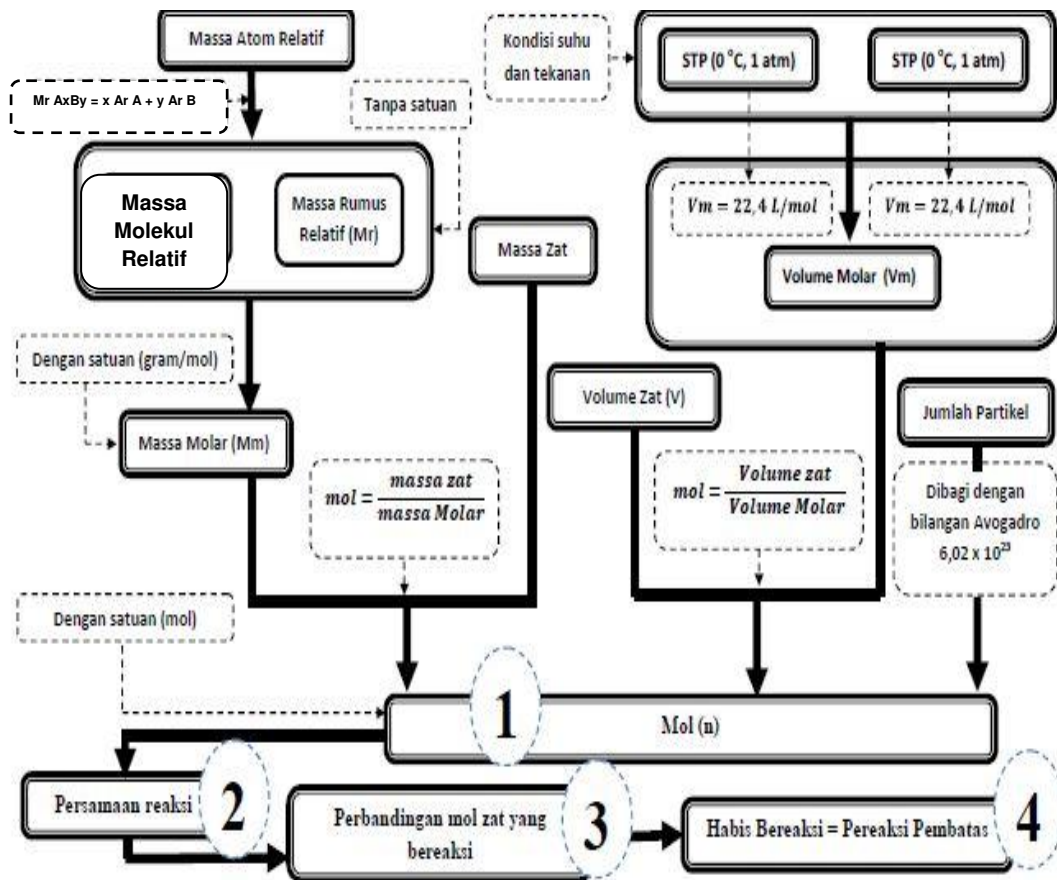 Massa Atom Relatif
Mr AxBy = x Ar A + y Ar B
Tanpa satuan
Massa
Molekul
Relatif
Massa Rumus
Relatif (Mr)
Massa Zat
Dengan satuan (gram/mol)
Massa Molar (Mm)
mol = massa zat / massa Molar
Kondisi suhu
dan tekanan
STP (0 °C, 1 atm)
STP (0 °C, 1 atm)
Vm = 22,4 L/mol
Vm = 22,4 L/mol
Volume Molar (Vm)
Volume Zat (V)
mol = Volume zat / Volume Molar
Jumlah Partikel
Dibagi dengan
bilangan Avogadro
6,02 x 10²³
Dengan satuan (mol)
1
Mol (n)
Persamaan reaksi
2
Perbandingan mol zat yang
bereaksi
3
Habis Bereaksi = Pereaksi Pembatas
4